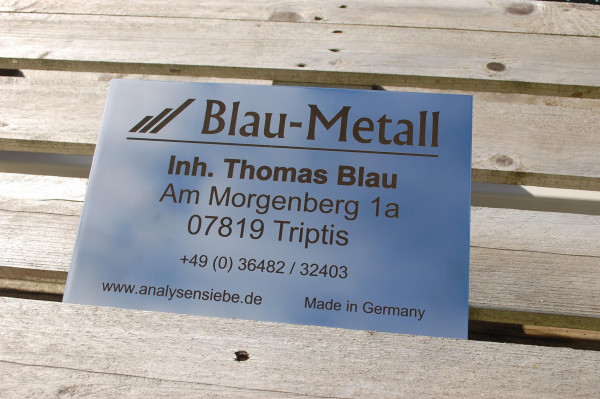 Blau-Metall
Inh. Thomas Blau
Am Morgenberg 1a
07819 Triptis
+49 (0) 36482 / 32403
www.analysensiebe.de Made in Germany